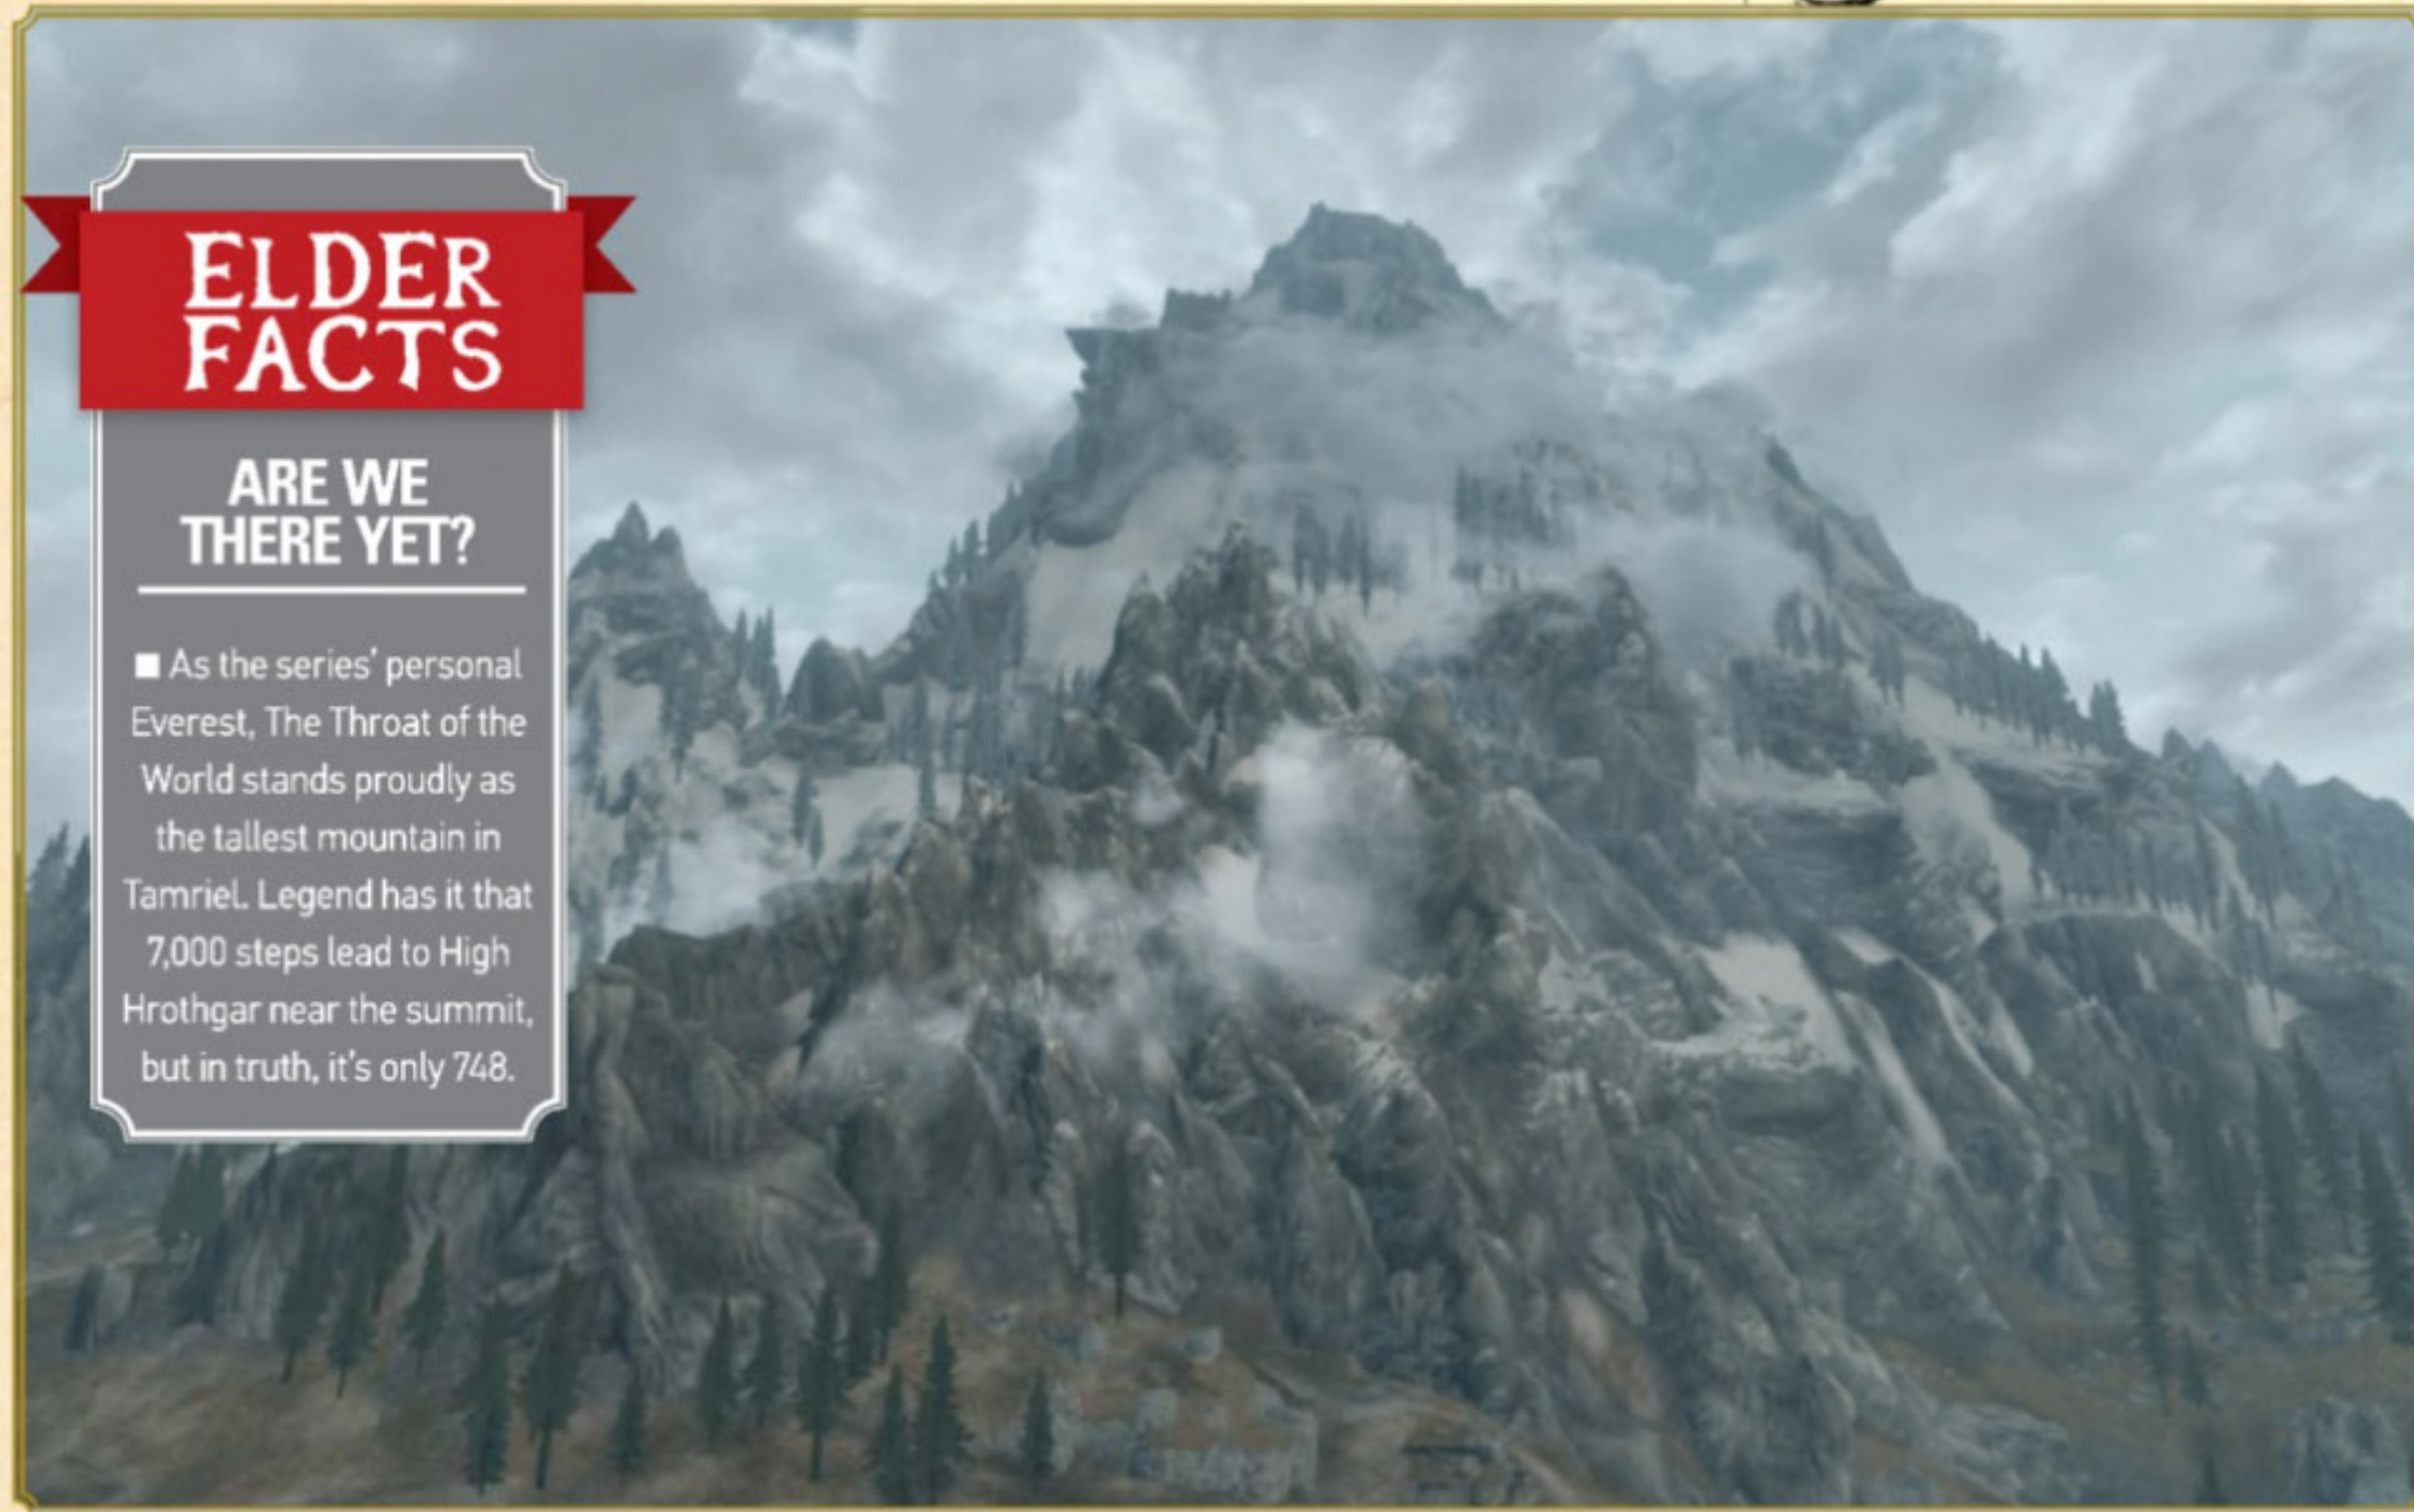 ELDER
FACTS
ARE WE
THERE YET?
■ As the series' personal
Everest, The Throat of the
World stands proudly as
the tallest mountain in
Tamriel. Legend has it that
7,000 steps lead to High
Hrothgar near the summit,
but in truth, it's only 748.